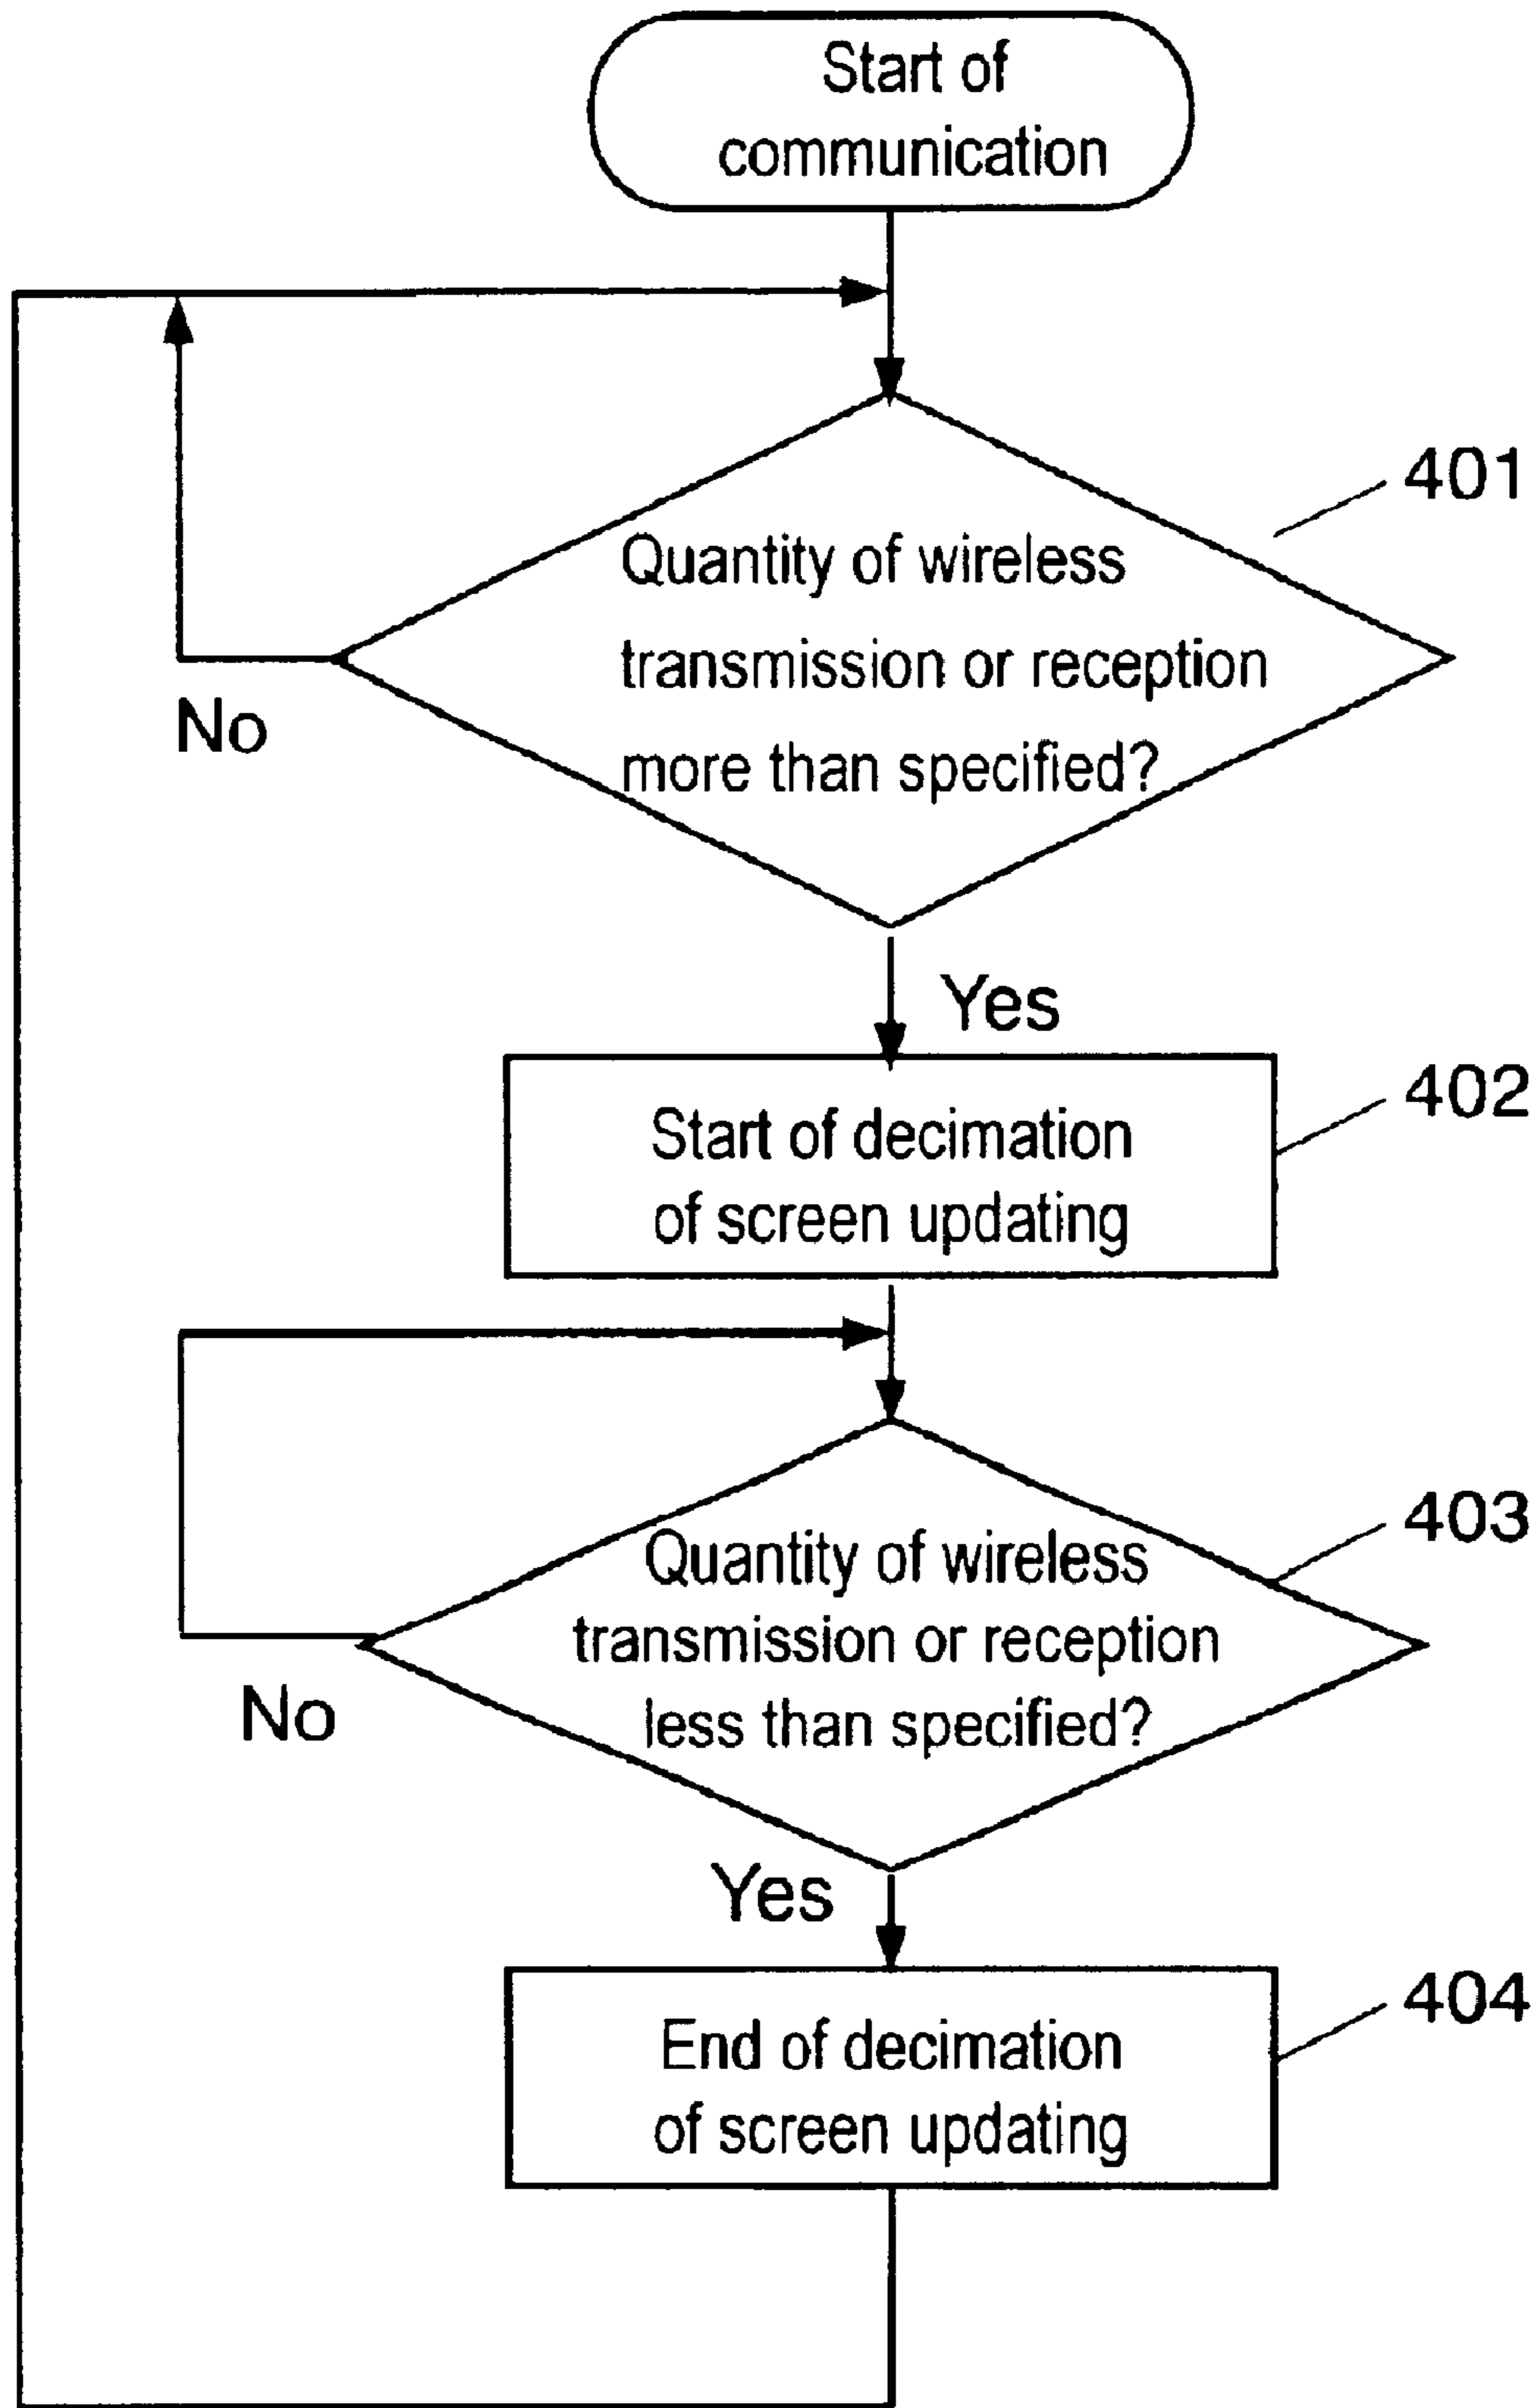 Start of
communication
401
Quantity of wireless
transmission or reception
more than specified?
No
Yes
402
Start of decimation
of screen updating
403
Quantity of wireless
transmission or reception
less than specified?
No
Yes
404
End of decimation
of screen updating